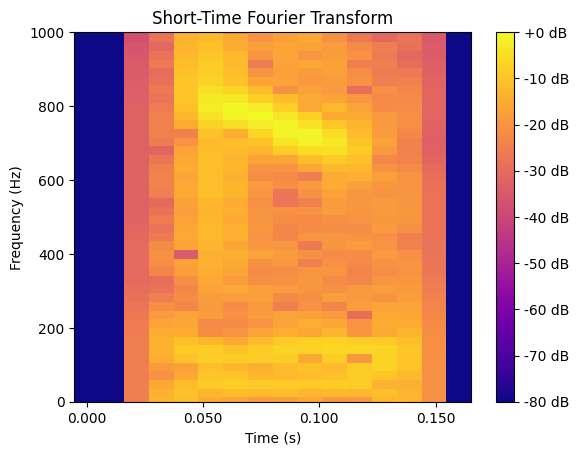 Short-Time Fourier Transform
1000
800
600
400
200
0
Frequency (Hz)
0.000
0.050
0.100
0.150
Time (s)
+0 dB
-10 dB
-20 dB
-30 dB
-40 dB
-50 dB
-60 dB
-70 dB
-80 dB